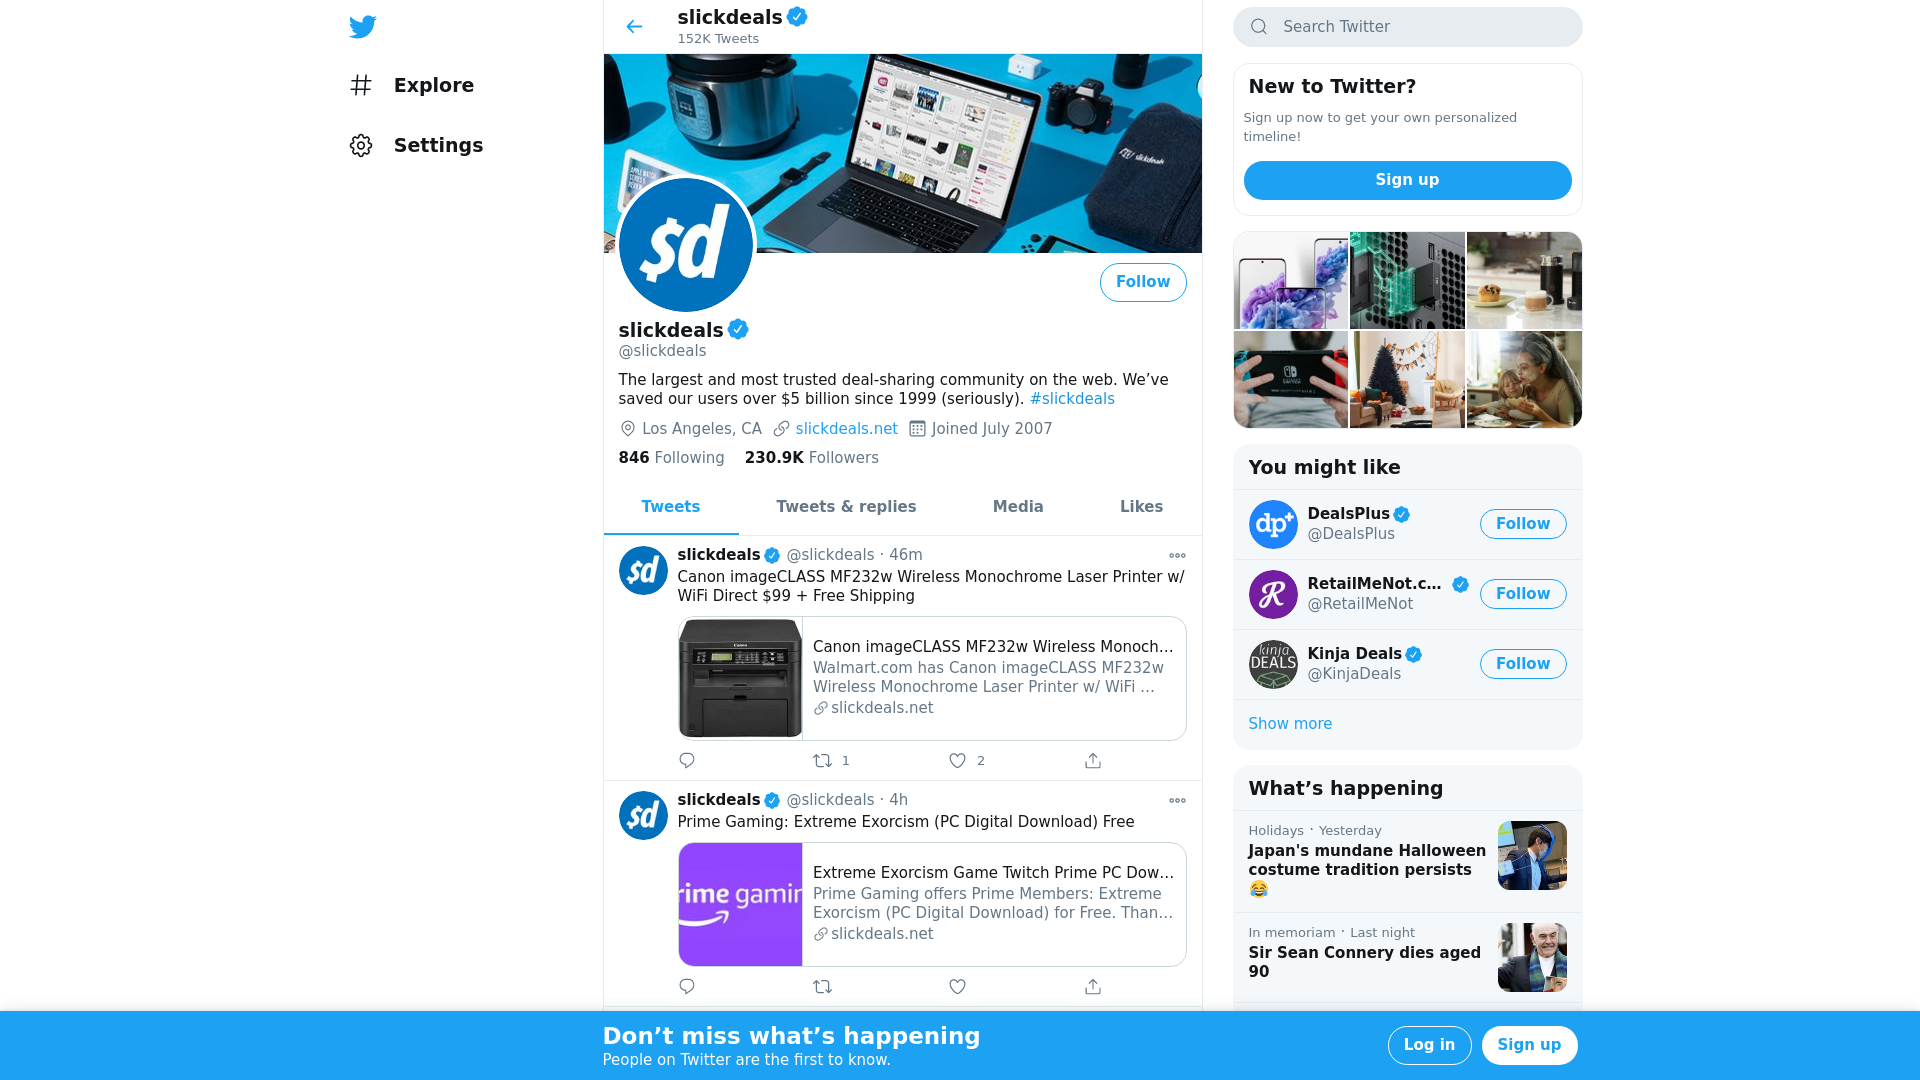 Explore
Settings
slickdeals
152K Tweets
slickdeals
$d
Follow
slickdeals
@slickdeals
The largest and most trusted deal-sharing community on the web. We’ve
saved our users over $5 billion since 1999 (seriously). #slickdeals
Los Angeles, CA slickdeals.net Joined July 2007
846 Following 230.9K Followers
Tweets Tweets & replies Media Likes
$d
slickdeals @slickdeals · 46m
Canon imageCLASS MF232w Wireless Monochrome Laser Printer w/
WiFi Direct $99 + Free Shipping
Canon imageCLASS MF232w Wireless Monoch…
Walmart.com has Canon imageCLASS MF232w
Wireless Monochrome Laser Printer w/ WiFi …
slickdeals.net
1 2
$d
slickdeals @slickdeals · 4h
Prime Gaming: Extreme Exorcism (PC Digital Download) Free
rime gamin
Extreme Exorcism Game Twitch Prime PC Dow…
Prime Gaming offers Prime Members: Extreme
Exorcism (PC Digital Download) for Free. Than…
slickdeals.net
Search Twitter
New to Twitter?
Sign up now to get your own personalized
timeline!
Sign up
You might like
dp+
DealsPlus
@DealsPlus
Follow
R
RetailMeNot.c…
@RetailMeNot
Follow
kinja
DEALS
Kinja Deals
@KinjaDeals
Follow
Show more
What’s happening
Holidays · Yesterday
Japan's mundane Halloween
costume tradition persists
😂
In memoriam · Last night
Sir Sean Connery dies aged
90
Don’t miss what’s happening
People on Twitter are the first to know.
Log in
Sign up